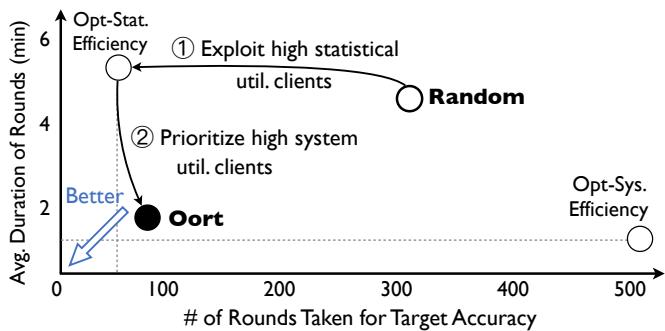 Opt-Stat.
Efficiency
① Exploit high statistical
util. clients
Random
② Prioritize high system
util. clients
Better
Oort
Opt-Sys.
Efficiency
Avg. Duration of Rounds (min)
6
4
2
0 100 200 300 400 500
# of Rounds Taken for Target Accuracy